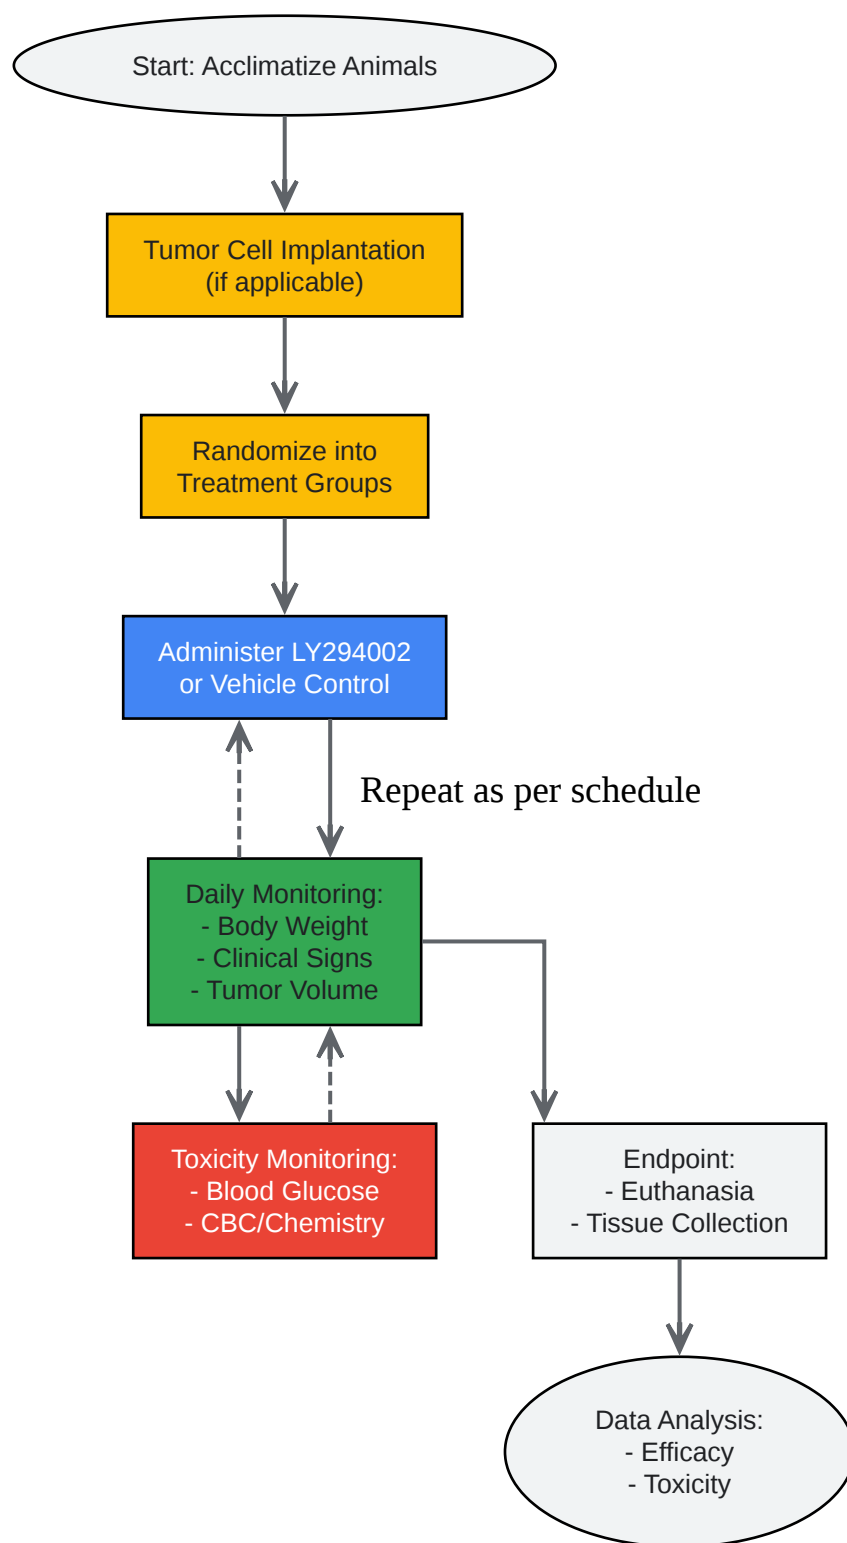 Start: Acclimatize Animals
Tumor Cell Implantation
(if applicable)
Randomize into
Treatment Groups
Administer LY294002
or Vehicle Control
Repeat as per schedule
Daily Monitoring:
- Body Weight
- Clinical Signs
- Tumor Volume
Toxicity Monitoring:
- Blood Glucose
- CBC/Chemistry
Endpoint:
- Euthanasia
- Tissue Collection
Data Analysis:
- Efficacy
- Toxicity